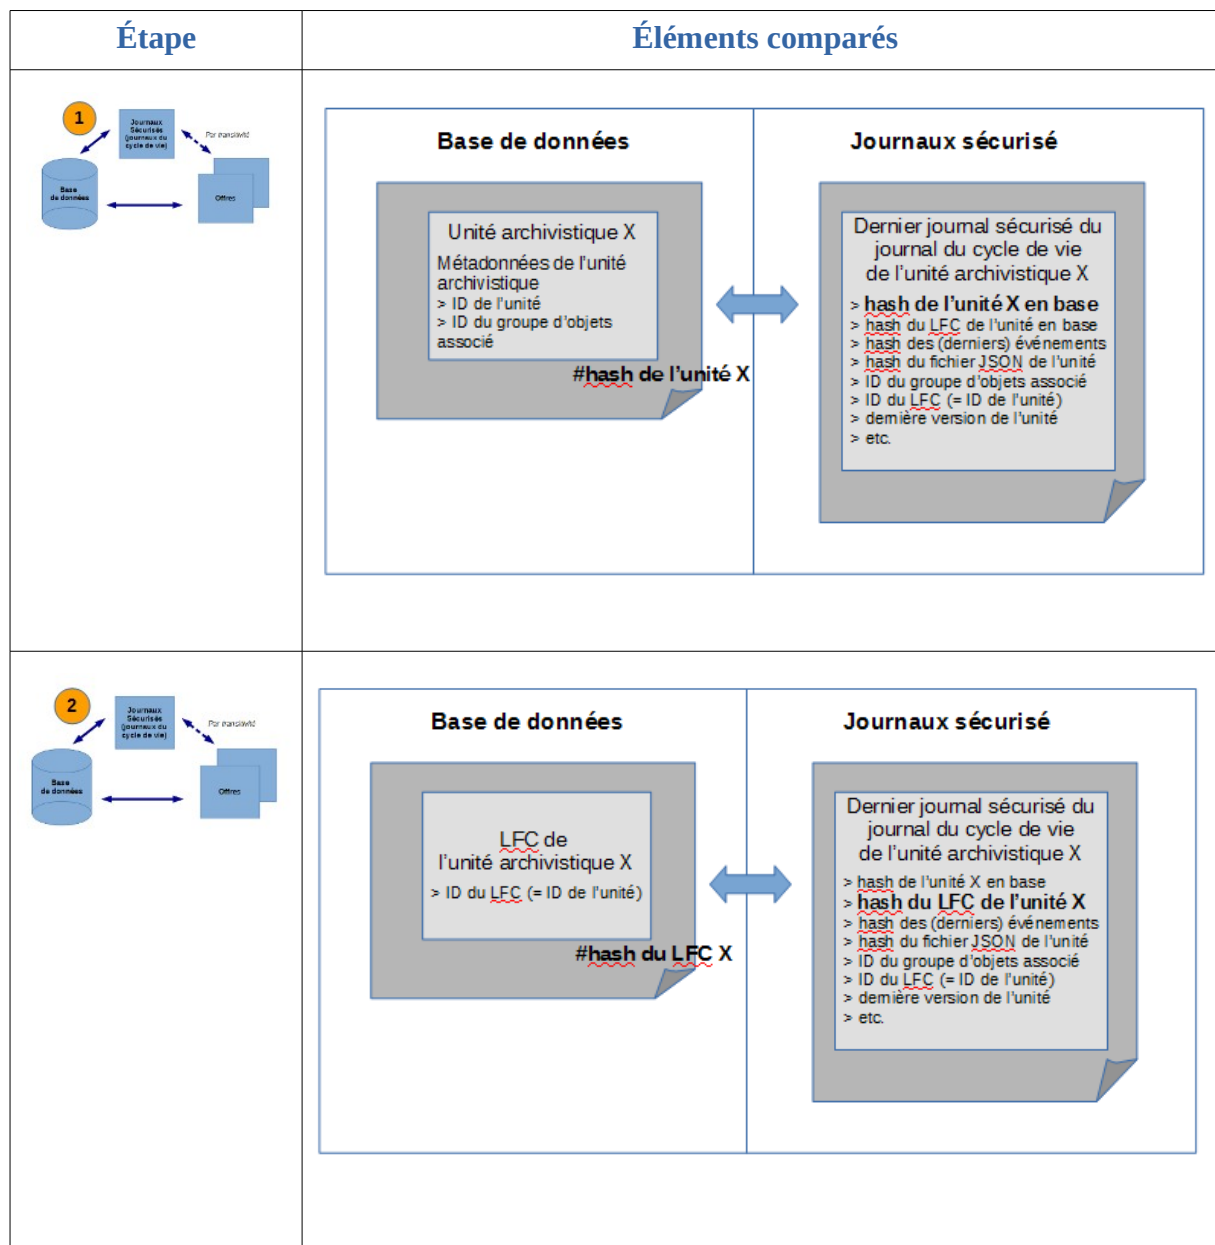 Étape
Éléments comparés
1
Journaux
Sécurisés
(journaux du
cycle de vie)
Par transivité
Base
de données
Offres
Base de données
Unité archivistique X
Métadonnées de l'unité
archivistique
> ID de l'unité
> ID du groupe d'objets
associé
#hash de l'unité X
Journaux sécurisé
Dernier journal sécurisé du
journal du cycle de vie
de l'unité archivistique X
> hash de l'unité X en base
> hash du LFC de l'unité en base
> hash des (derniers) événements
> hash du fichier JSON de l'unité
> ID du groupe d'objets associé
> ID du LFC (= ID de l'unité)
> dernière version de l'unité
> etc.
2
Journaux
Sécurisés
(journaux du
cycle de vie)
Par transivité
Base
de données
Offres
Base de données
LFC de
l'unité archivistique X
> ID du LFC (= ID de l'unité)
#hash du LFC X
Journaux sécurisé
Dernier journal sécurisé du
journal du cycle de vie
de l'unité archivistique X
> hash de l'unité X en base
> hash du LFC de l'unité X
> hash des (derniers) événements
> hash du fichier JSON de l'unité
> ID du groupe d'objets associé
> ID du LFC (= ID de l'unité)
> dernière version de l'unité
> etc.